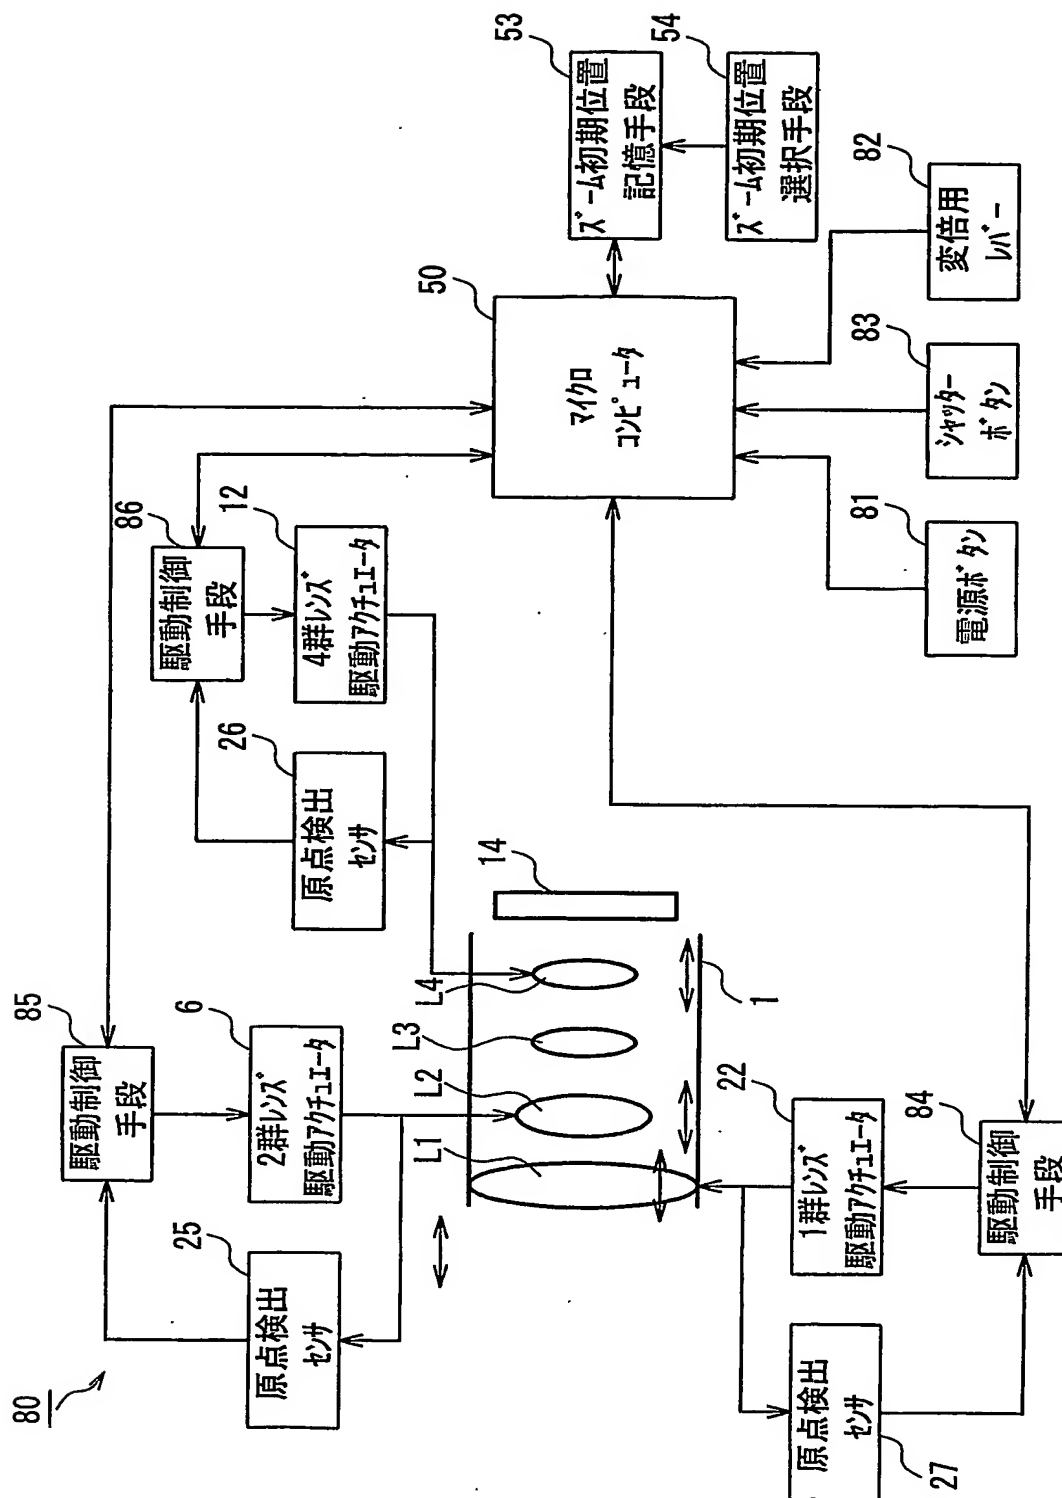 80
85
駆動制御
手段
86
駆動制御
手段
25
原点検出
センサ
6
2群レンズ
駆動アクチュエータ
26
原点検出
センサ
12
4群レンズ
駆動アクチュエータ
L1
L2
L3
L4
14
1
50
マイクロ
コンピュータ
53
ズーム初期位置
記憶手段
54
ズーム初期位置
選択手段
22
1群レンズ
駆動アクチュエータ
27
原点検出
センサ
84
駆動制御
手段
81
電源ボタン
83
シャッター
ボタン
82
変倍用
レバー